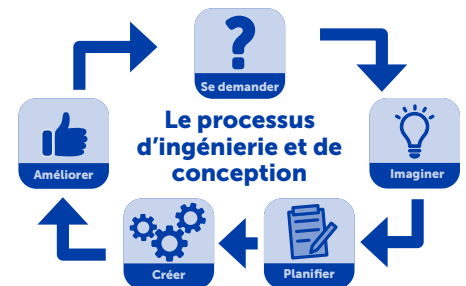 Se demander
Le processus
d'ingénierie et de
conception
Améliorer
Imaginer
Créer
Planifier